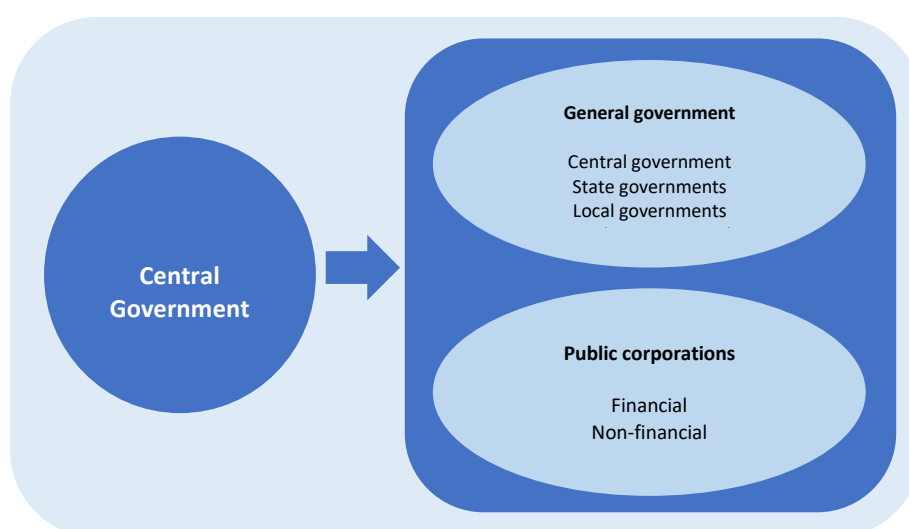 Central
Government
General government
Central government
State governments
Local governments
Public corporations
Financial
Non-financial